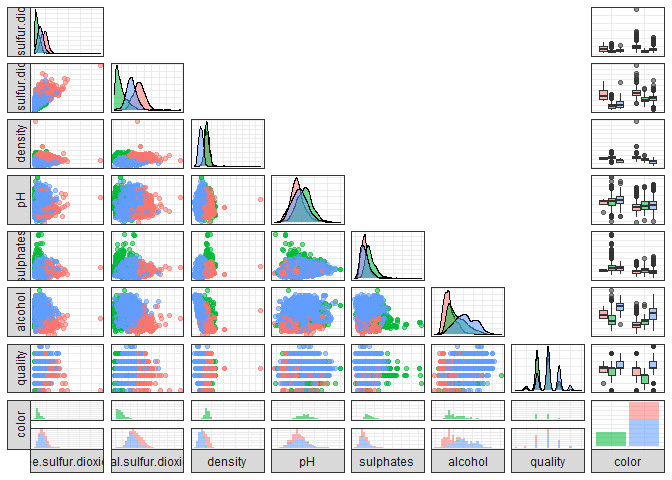 sulfur.dio
sulfur.dio
density
pH
sulphates
alcohol
quality
color
e.sulfur.dioxid
al.sulfur.dioxi
density
pH
sulphates
alcohol
quality
color